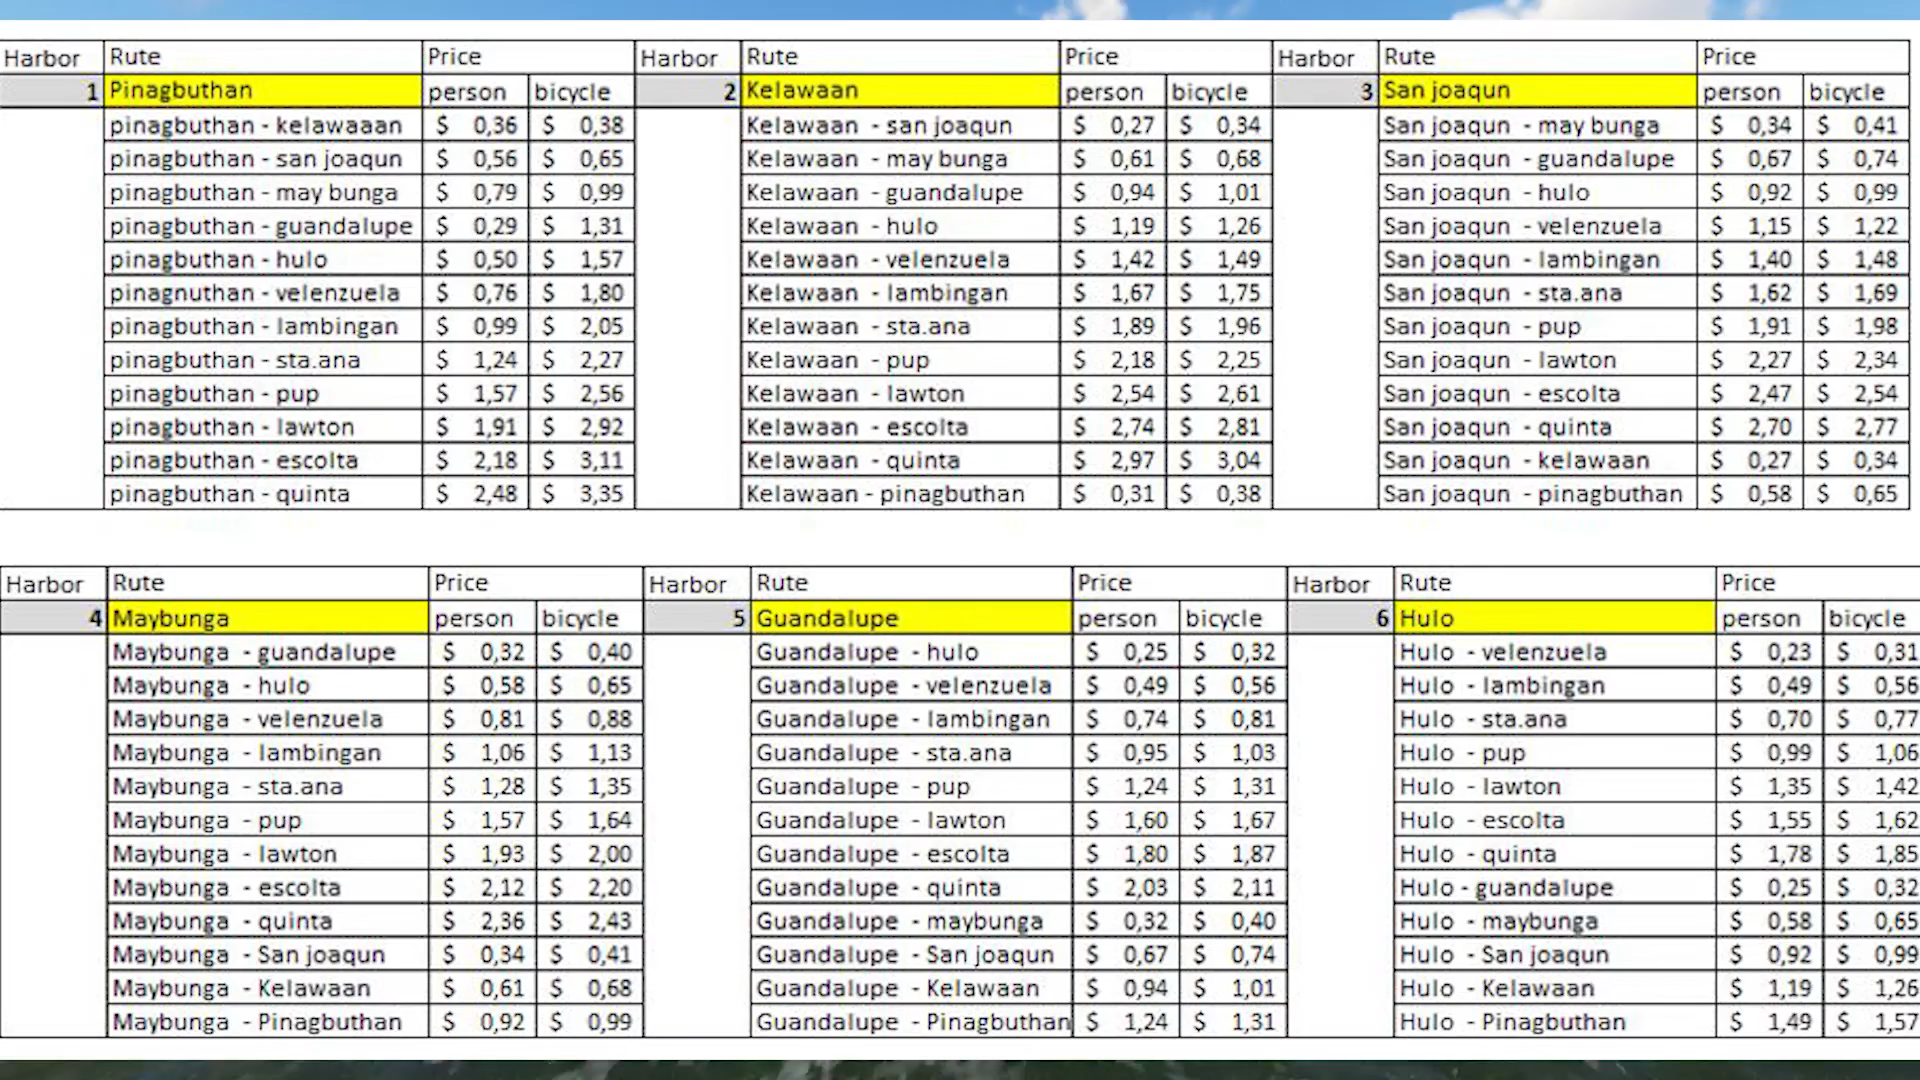 Harbor Rute Price
1 Pinagbuthan person bicycle
pinagbuthan - kelawaaan $ 0,36 $ 0,38
pinagbuthan - san joaqun $ 0,56 $ 0,65
pinagbuthan - may bunga $ 0,79 $ 0,99
pinagbuthan - guandalupe $ 0,29 $ 1,31
pinagbuthan - hulo $ 0,50 $ 1,57
pinagnuthan - velenzuela $ 0,76 $ 1,80
pinagbuthan - lambingan $ 0,99 $ 2,05
pinagbuthan - sta.ana $ 1,24 $ 2,27
pinagbuthan - pup $ 1,57 $ 2,56
pinagbuthan - lawton $ 1,91 $ 2,92
pinagbuthan - escolta $ 2,18 $ 3,11
pinagbuthan - quinta $ 2,48 $ 3,35
Harbor Rute Price
2 Kelawaan person bicycle
Kelawaan - san joaqun $ 0,27 $ 0,34
Kelawaan - may bunga $ 0,61 $ 0,68
Kelawaan - guandalupe $ 0,94 $ 1,01
Kelawaan - hulo $ 1,19 $ 1,26
Kelawaan - velenzuela $ 1,42 $ 1,49
Kelawaan - lambingan $ 1,67 $ 1,75
Kelawaan - sta.ana $ 1,89 $ 1,96
Kelawaan - pup $ 2,18 $ 2,25
Kelawaan - lawton $ 2,54 $ 2,61
Kelawaan - escolta $ 2,74 $ 2,81
Kelawaan - quinta $ 2,97 $ 3,04
Kelawaan - pinagbuthan $ 0,31 $ 0,38
Harbor Rute Price
3 San joaqun person bicycle
San joaqun - may bunga $ 0,34 $ 0,41
San joaqun - guandalupe $ 0,67 $ 0,74
San joaqun - hulo $ 0,92 $ 0,99
San joaqun - velenzuela $ 1,15 $ 1,22
San joaqun - lambingan $ 1,40 $ 1,48
San joaqun - sta.ana $ 1,62 $ 1,69
San joaqun - pup $ 1,91 $ 1,98
San joaqun - lawton $ 2,27 $ 2,34
San joaqun - escolta $ 2,47 $ 2,54
San joaqun - quinta $ 2,70 $ 2,77
San joaqun - kelawaan $ 0,27 $ 0,34
San joaqun - pinagbuthan $ 0,58 $ 0,65
Harbor Rute Price
4 Maybunga person bicycle
Maybunga - guandalupe $ 0,32 $ 0,40
Maybunga - hulo $ 0,58 $ 0,65
Maybunga - velenzuela $ 0,81 $ 0,88
Maybunga - lambingan $ 1,06 $ 1,13
Maybunga - sta.ana $ 1,28 $ 1,35
Maybunga - pup $ 1,57 $ 1,64
Maybunga - lawton $ 1,93 $ 2,00
Maybunga - escolta $ 2,12 $ 2,20
Maybunga - quinta $ 2,36 $ 2,43
Maybunga - San joaqun $ 0,34 $ 0,41
Maybunga - Kelawaan $ 0,61 $ 0,68
Maybunga - Pinagbuthan $ 0,92 $ 0,99
Harbor Rute Price
5 Guandalupe person bicycle
Guandalupe - hulo $ 0,25 $ 0,32
Guandalupe - velenzuela $ 0,49 $ 0,56
Guandalupe - lambingan $ 0,74 $ 0,81
Guandalupe - sta.ana $ 0,95 $ 1,03
Guandalupe - pup $ 1,24 $ 1,31
Guandalupe - lawton $ 1,60 $ 1,67
Guandalupe - escolta $ 1,80 $ 1,87
Guandalupe - quinta $ 2,03 $ 2,11
Guandalupe - maybunga $ 0,32 $ 0,40
Guandalupe - San joaqun $ 0,67 $ 0,74
Guandalupe - Kelawaan $ 0,94 $ 1,01
Guandalupe - Pinagbuthan $ 1,24 $ 1,31
Harbor Rute Price
6 Hulo person bicycle
Hulo - velenzuela $ 0,23 $ 0,31
Hulo - lambingan $ 0,49 $ 0,56
Hulo - sta.ana $ 0,70 $ 0,77
Hulo - pup $ 0,99 $ 1,06
Hulo - lawton $ 1,35 $ 1,42
Hulo - escolta $ 1,55 $ 1,62
Hulo - quinta $ 1,78 $ 1,85
Hulo - guandalupe $ 0,25 $ 0,32
Hulo - maybunga $ 0,58 $ 0,65
Hulo - San joaqun $ 0,92 $ 0,99
Hulo - Kelawaan $ 1,19 $ 1,26
Hulo - Pinagbuthan $ 1,49 $ 1,57